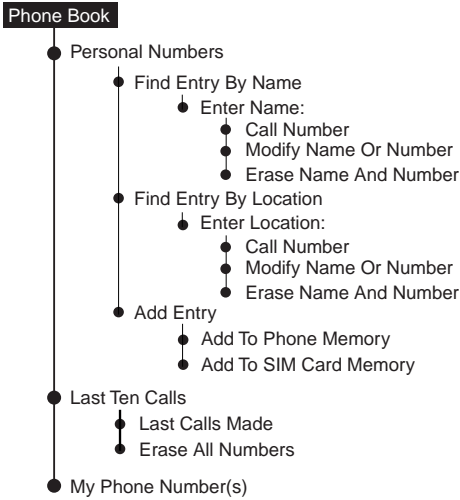 Phone Book
Personal Numbers
Find Entry By Name
Enter Name:
Call Number
Modify Name Or Number
Erase Name And Number
Find Entry By Location
Enter Location:
Call Number
Modify Name Or Number
Erase Name And Number
Add Entry
Add To Phone Memory
Add To SIM Card Memory
Last Ten Calls
Last Calls Made
Erase All Numbers
My Phone Number(s)